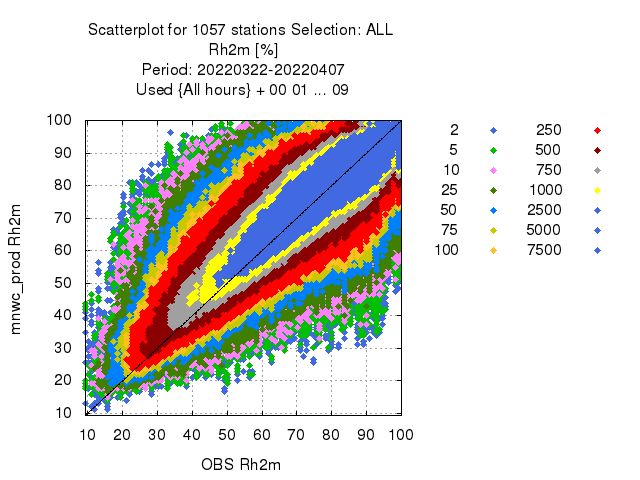 Scatterplot for 1057 stations Selection: ALL
Rh2m [%]
Period: 20220322-20220407
Used {All hours} + 00 01 ... 09
100
90
80
70
60
50
40
30
20
10
mnwc_prod Rh2m
10 20 30 40 50 60 70 80 90 100
OBS Rh2m
2 250
5 500
10 750
25 1000
50 2500
75 5000
100 7500